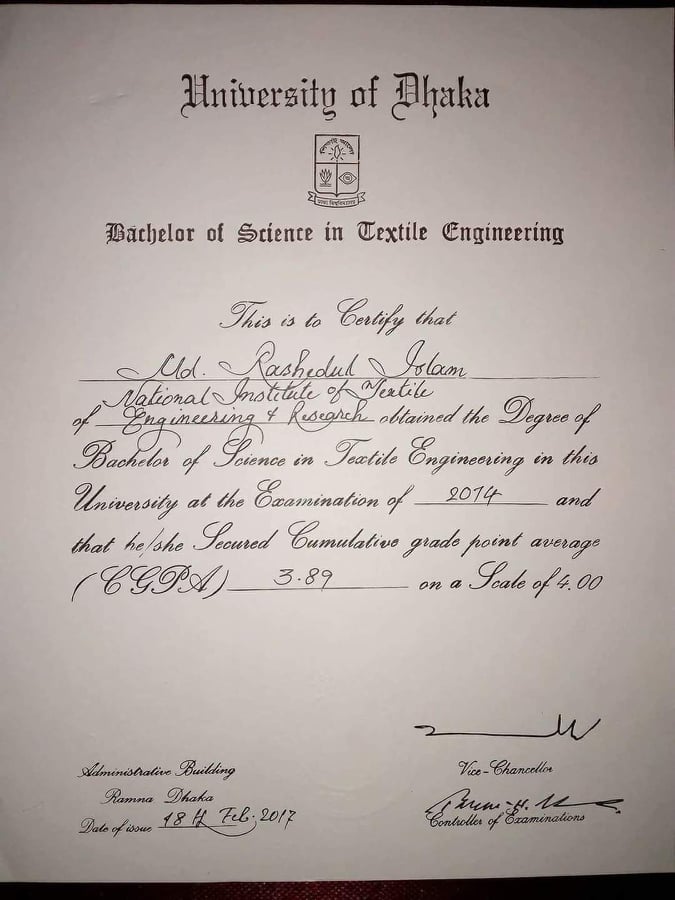 University of Dhaka
Bachelor of Science in Textile Engineering
This is to Certify that
Md. Rashedul Islam
National Institute of Textile
of Engineering & Research obtained the Degree of
Bachelor of Science in Textile Engineering in this
University at the Examination of 2014 and
that he/she Secured Cumulative grade point average
(CGPA) 3.89 on a Scale of 4.00
Administrative Building
Ramna Dhaka
Date of issue 18 Feb. 2017
Vice-Chancellor
Controller of Examinations